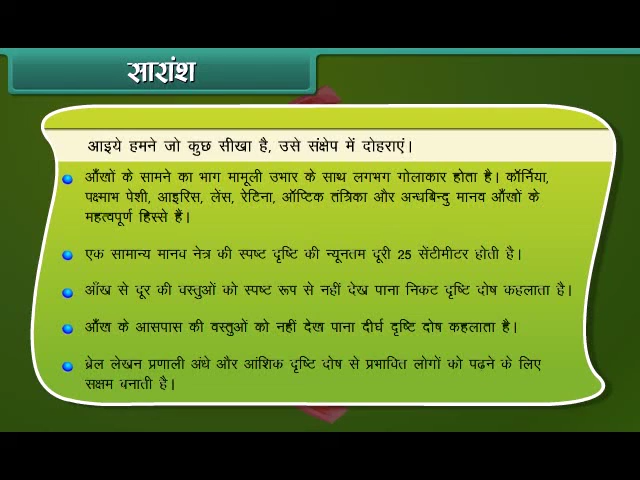 सारांश
आइये हमने जो कुछ सीखा है, उसे संक्षेप में दोहराएं।
आँखों के सामने का भाग मामूली उभार के साथ लगभग गोलाकार होता है। कॉर्निया,
पक्ष्माभ पेशी, आइरिस, लेंस, रेटिना, ऑप्टिक तंत्रिका और अन्धबिन्दु मानव आँखों के
महत्वपूर्ण हिस्से हैं।
एक सामान्य मानव नेत्र की स्पष्ट दृष्टि की न्यूनतम दूरी 25 सेंटीमीटर होती है।
आँख से दूर की वस्तुओं को स्पष्ट रूप से नहीं देख पाना निकट दृष्टि दोष कहलाता है।
आँख के आसपास की वस्तुओं को नहीं देख पाना दीर्घ दृष्टि दोष कहलाता है।
ब्रेल लेखन प्रणाली अंधे और आंशिक दृष्टि दोष से प्रभावित लोगों को पढने के लिए
सक्षम बनाती है।